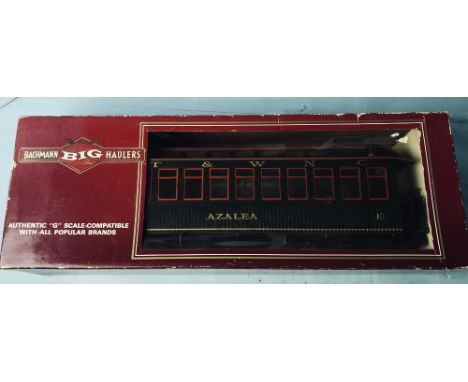 BACHMANN BIG HAULERS
T & W N C
AZALEA
AUTHENTIC "G" SCALE-COMPATIBLE
WITH ALL POPULAR BRANDS